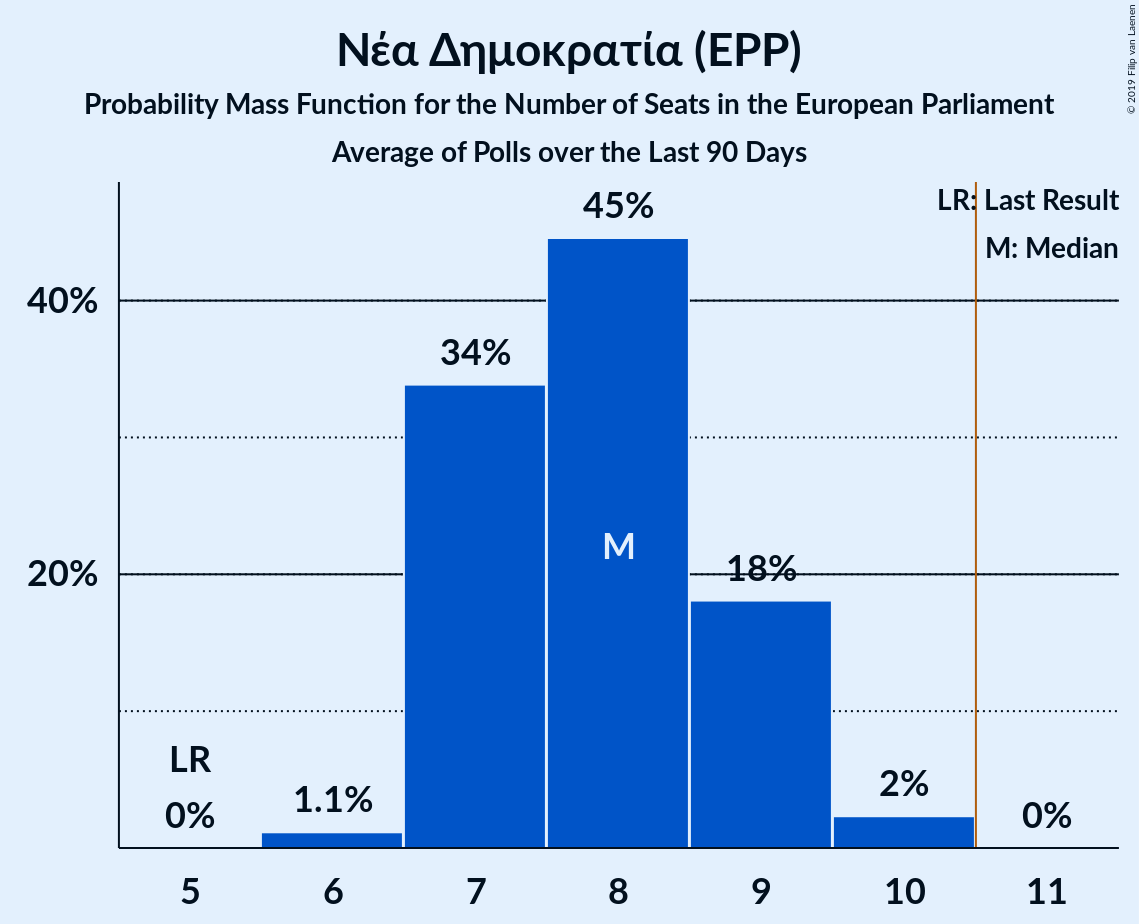 Νέα Δημοκρατία (EPP)
Probability Mass Function for the Number of Seats in the European Parliament
Average of Polls over the Last 90 Days
© 2019 Filip van Laenen
LR: Last Result
M: Median
45%
40%
34%
M
20%
18%
LR
0%
1.1%
2%
0%
5 6 7 8 9 10 11